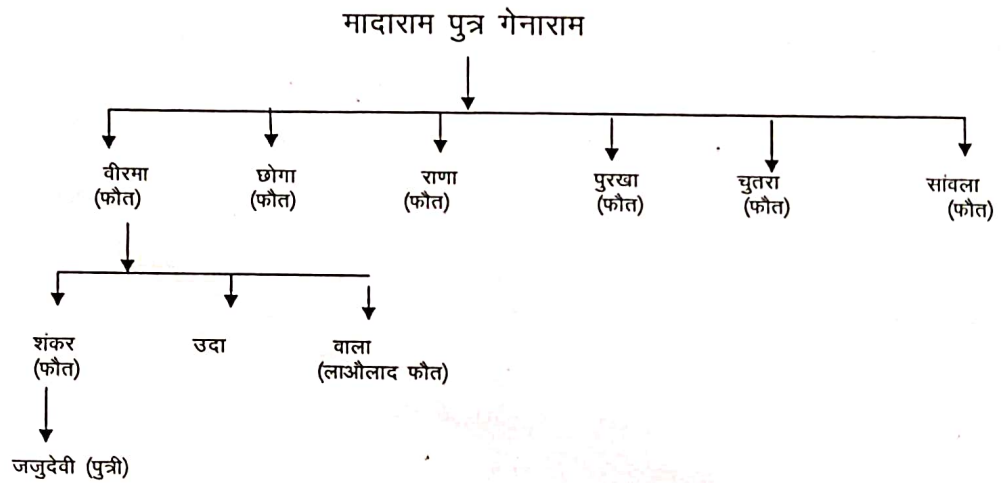 मादाराम पुत्र गेनाराम
वीरमा
(फौत)
छोगा
(फौत)
राणा
(फौत)
पुरखा
(फौत)
चुतरा
(फौत)
सांवला
(फौत)
शंकर
(फौत)
उदा
वाला
(लाऔलाद फौत)
जजुदेवी (पुत्री)